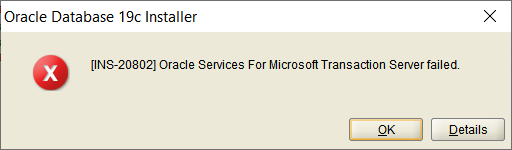 Oracle Database 19c Installer
[INS-20802] Oracle Services For Microsoft Transaction Server failed.
OK
Details